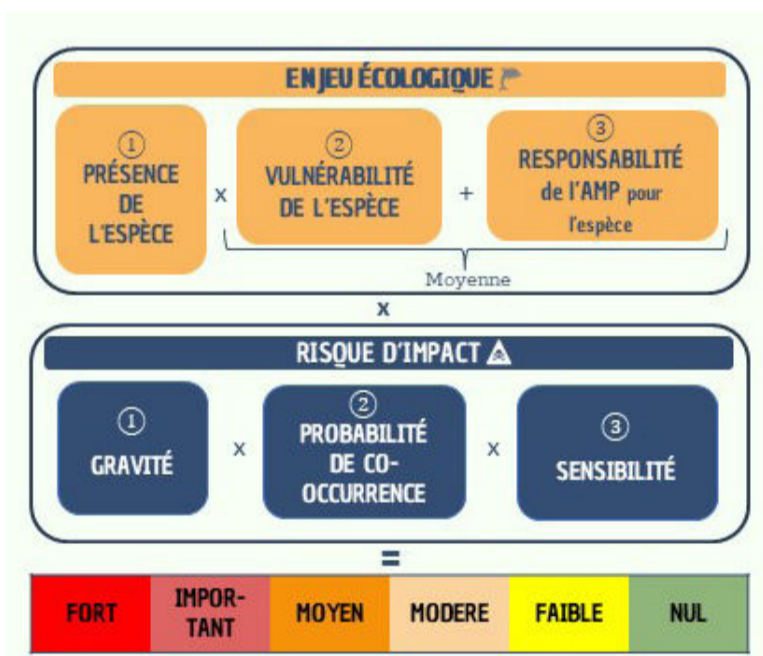 ENJEU ÉCOLOGIQUE
①
PRÉSENCE
DE
L'ESPÈCE
x
②
VULNÉRABILITÉ
DE L'ESPÈCE
+
③
RESPONSABILITÉ
de l'AMP pour
l'espèce
Moyenne
x
RISQUE D'IMPACT
①
GRAVITÉ
x
②
PROBABILITÉ
DE CO-
OCCURRENCE
x
③
SENSIBILITÉ
=
FORT
IMPOR-
TANT
MOYEN
MODERE
FAIBLE
NUL